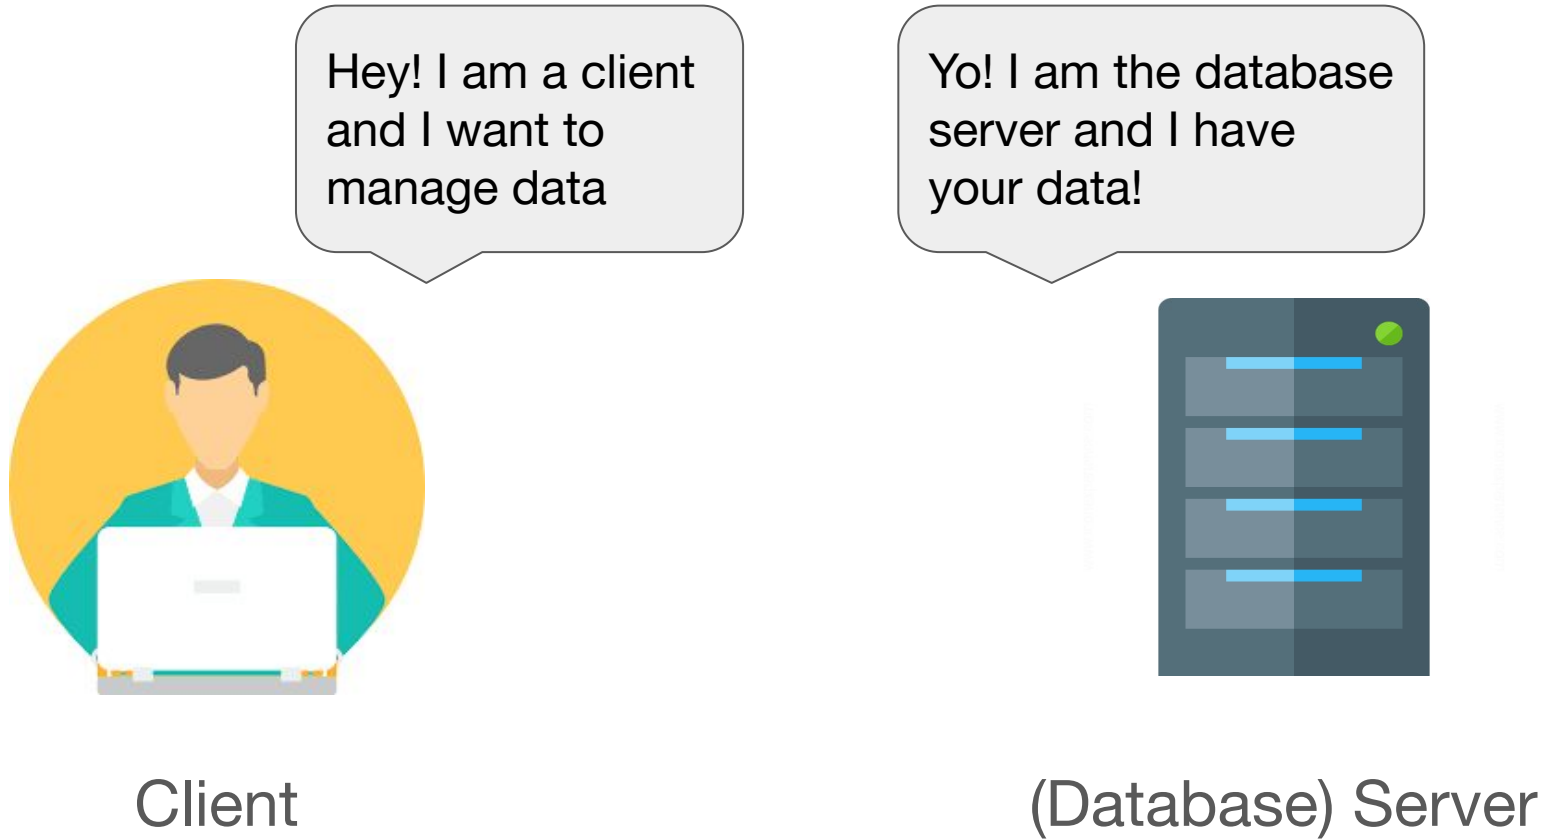 Hey! I am a client
and I want to
manage data
Yo! I am the database
server and I have
your data!
Client
(Database) Server